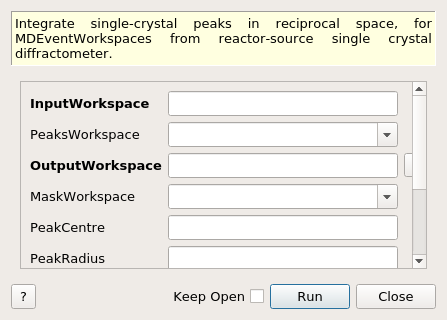 Integrate single-crystal peaks in reciprocal space, for
MDEventWorkspaces from reactor-source single crystal
diffractometer.
InputWorkspace
PeaksWorkspace
OutputWorkspace
MaskWorkspace
PeakCentre
PeakRadius
? Keep Open Run Close